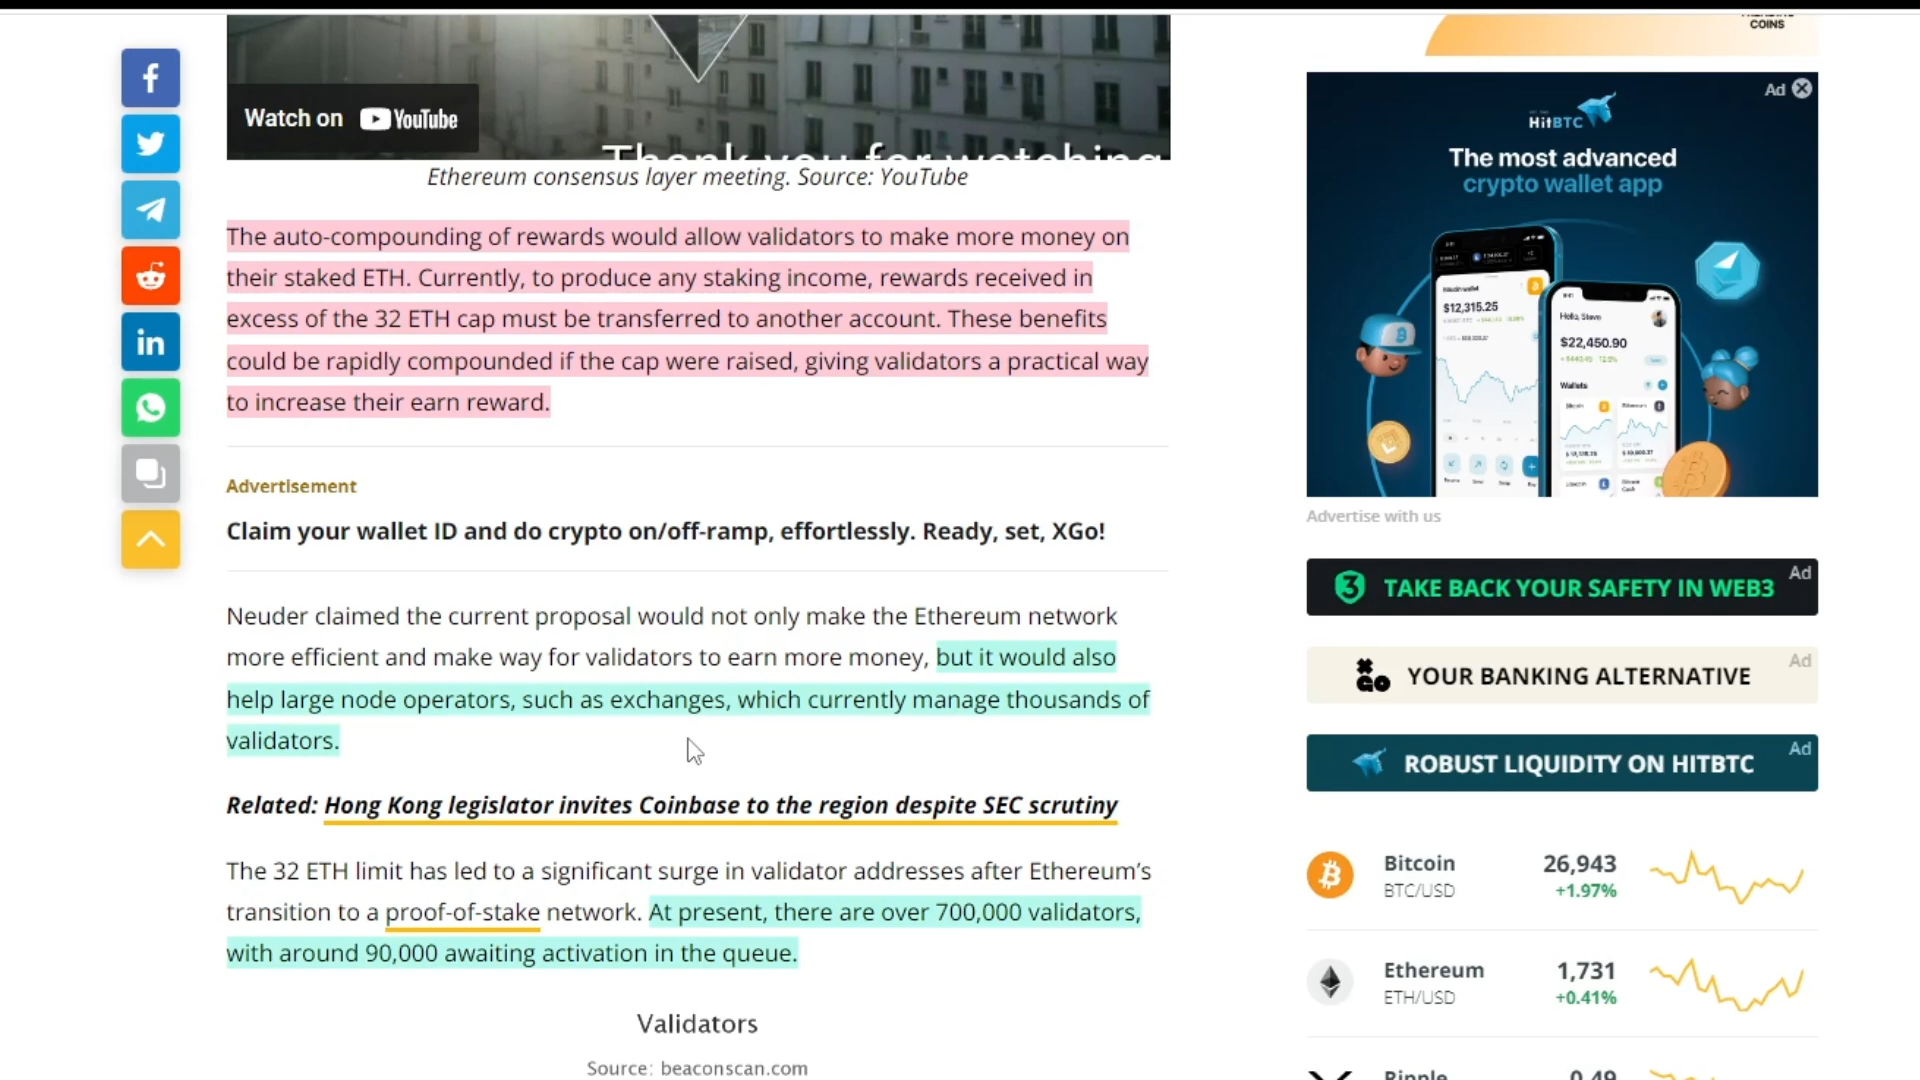 Watch on YouTube
Ethereum consensus layer meeting. Source: YouTube
The auto-compounding of rewards would allow validators to make more money on
their staked ETH. Currently, to produce any staking income, rewards received in
excess of the 32 ETH cap must be transferred to another account. These benefits
could be rapidly compounded if the cap were raised, giving validators a practical way
to increase their earn reward.
Advertisement
Claim your wallet ID and do crypto on/off-ramp, effortlessly. Ready, set, XGo!
Neuder claimed the current proposal would not only make the Ethereum network
more efficient and make way for validators to earn more money, but it would also
help large node operators, such as exchanges, which currently manage thousands of
validators.
Related: Hong Kong legislator invites Coinbase to the region despite SEC scrutiny
The 32 ETH limit has led to a significant surge in validator addresses after Ethereum's
transition to a proof-of-stake network. At present, there are over 700,000 validators,
with around 90,000 awaiting activation in the queue.
Validators
Source: beaconscan.com
COINS
Ad
HitBTC
The most advanced
crypto wallet app
$12,315.25
Hello, Steve
$22,450.90
Wallets
Advertise with us
TAKE BACK YOUR SAFETY IN WEB3
Ad
YOUR BANKING ALTERNATIVE
Ad
ROBUST LIQUIDITY ON HITBTC
Ad
Bitcoin 26,943
BTC/USD +1.97%
Ethereum 1,731
ETH/USD +0.41%
Ripple 0.49